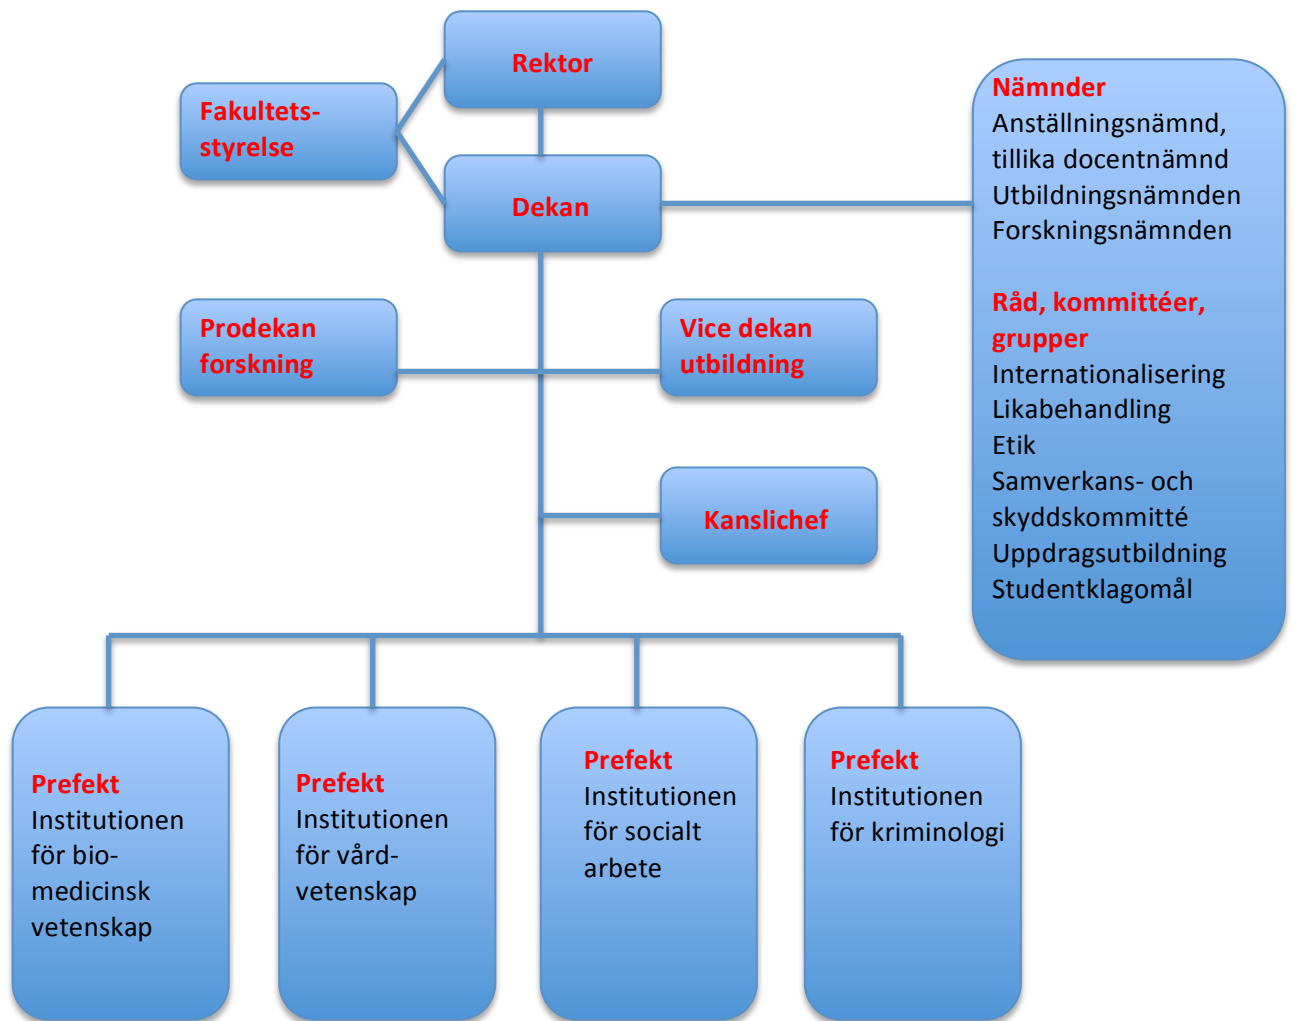 Rektor
Fakultets-
styrelse
Dekan
Nämnder
Anställningsnämnd,
tillika docentnämnd
Utbildningsnämnden
Forskningsnämnden
Råd, kommittéer,
grupper
Internationalisering
Likabehandling
Etik
Samverkans- och
skyddskommitté
Uppdragsutbildning
Studentklagomål
Prodekan
forskning
Vice dekan
utbildning
Kanslichef
Prefekt
Institutionen
för bio-
medicinsk
vetenskap
Prefekt
Institutionen
för vård-
vetenskap
Prefekt
Institutionen
för socialt
arbete
Prefekt
Institutionen
för kriminologi